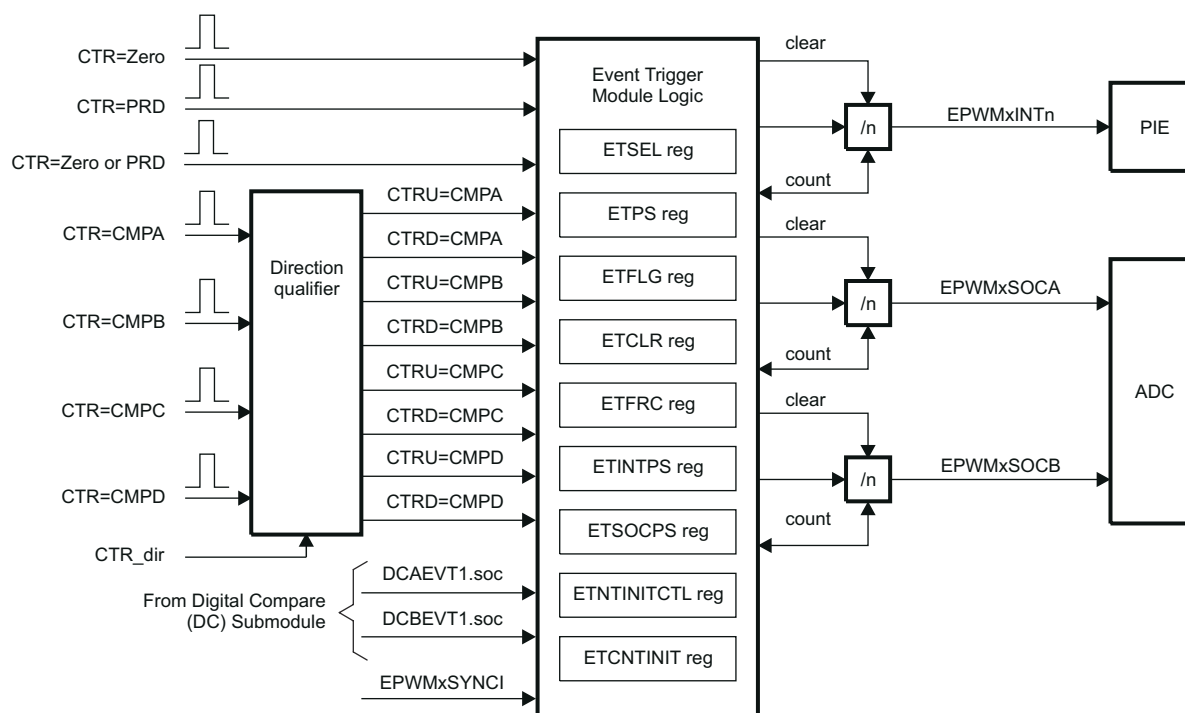 CTR=Zero
CTR=PRD
CTR=Zero or PRD
CTR=CMPA
CTR=CMPB
CTR=CMPC
CTR=CMPD
CTR_dir
Direction
qualifier
CTRU=CMPA
CTRD=CMPA
CTRU=CMPB
CTRD=CMPB
CTRU=CMPC
CTRD=CMPC
CTRU=CMPD
CTRD=CMPD
From Digital Compare
(DC) Submodule
DCAEVT1.soc
DCBEVT1.soc
EPWMxSYNCI
Event Trigger
Module Logic
ETSEL reg
ETPS reg
ETFLG reg
ETCLR reg
ETFRC reg
ETINTPS reg
ETSOCPS reg
ETNTINITCTL reg
ETCNTINIT reg
clear
/n
count
EPWMxINTn
PIE
clear
/n
count
EPWMxSOCA
clear
/n
count
EPWMxSOCB
ADC